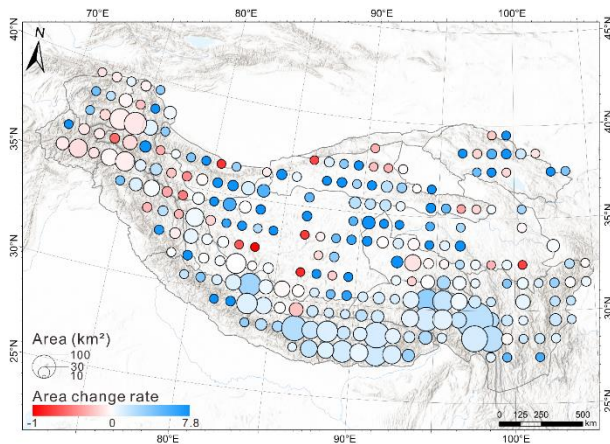 70°E 80°E 90°E 100°E
40°N 45°N
N
35°N 40°N
30°N 35°N
25°N 30°N
25°N
Area (km²)
100
30
10
Area change rate
-1 0 7.8
0 125 250 500
km
80°E 90°E 100°E